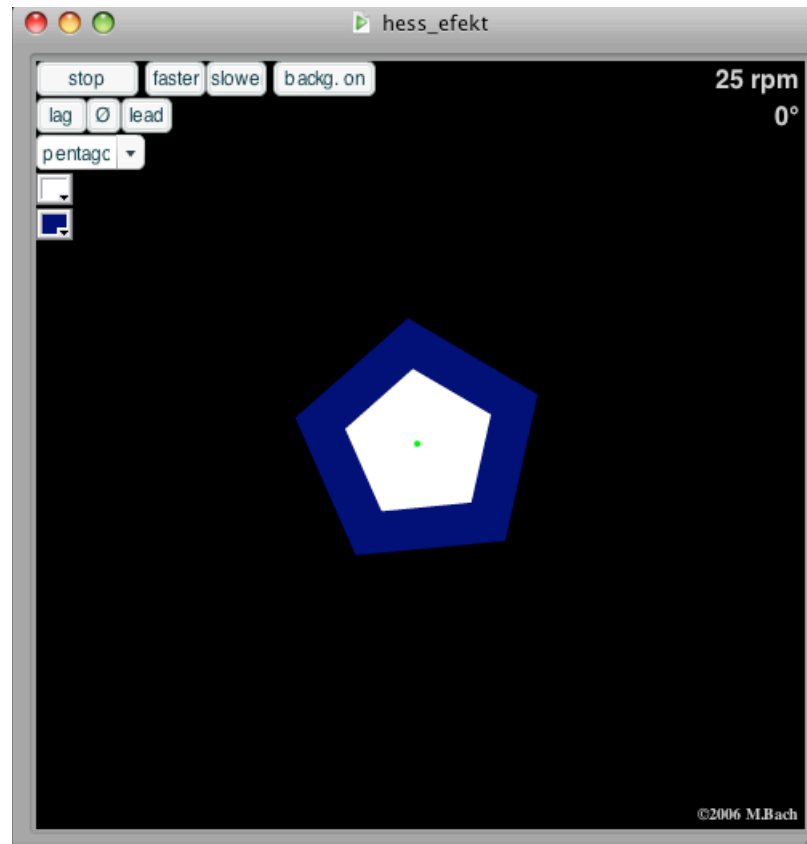 hess_efekt
stop faster slowe backg. on 25 rpm
lag Ø lead 0°
pentagc
©2006 M.Bach